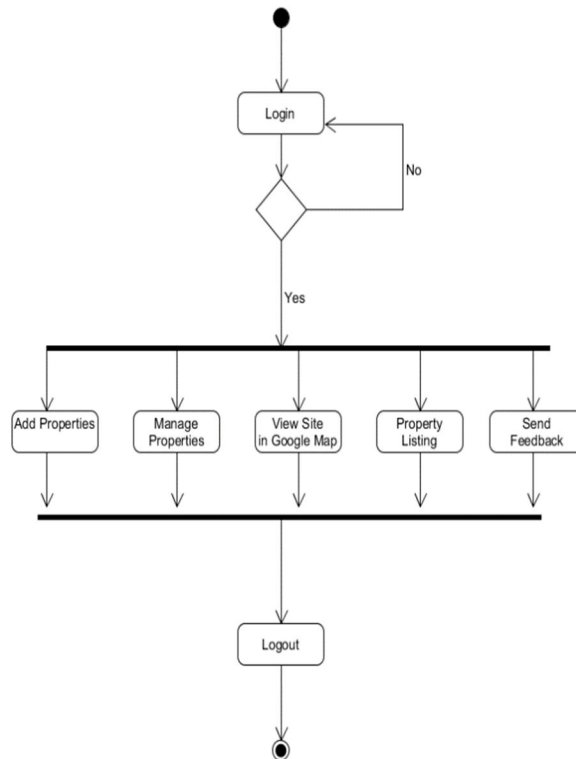 Login
No
Yes
Add Properties
Manage
Properties
View Site
in Google Map
Property
Listing
Send
Feedback
Logout